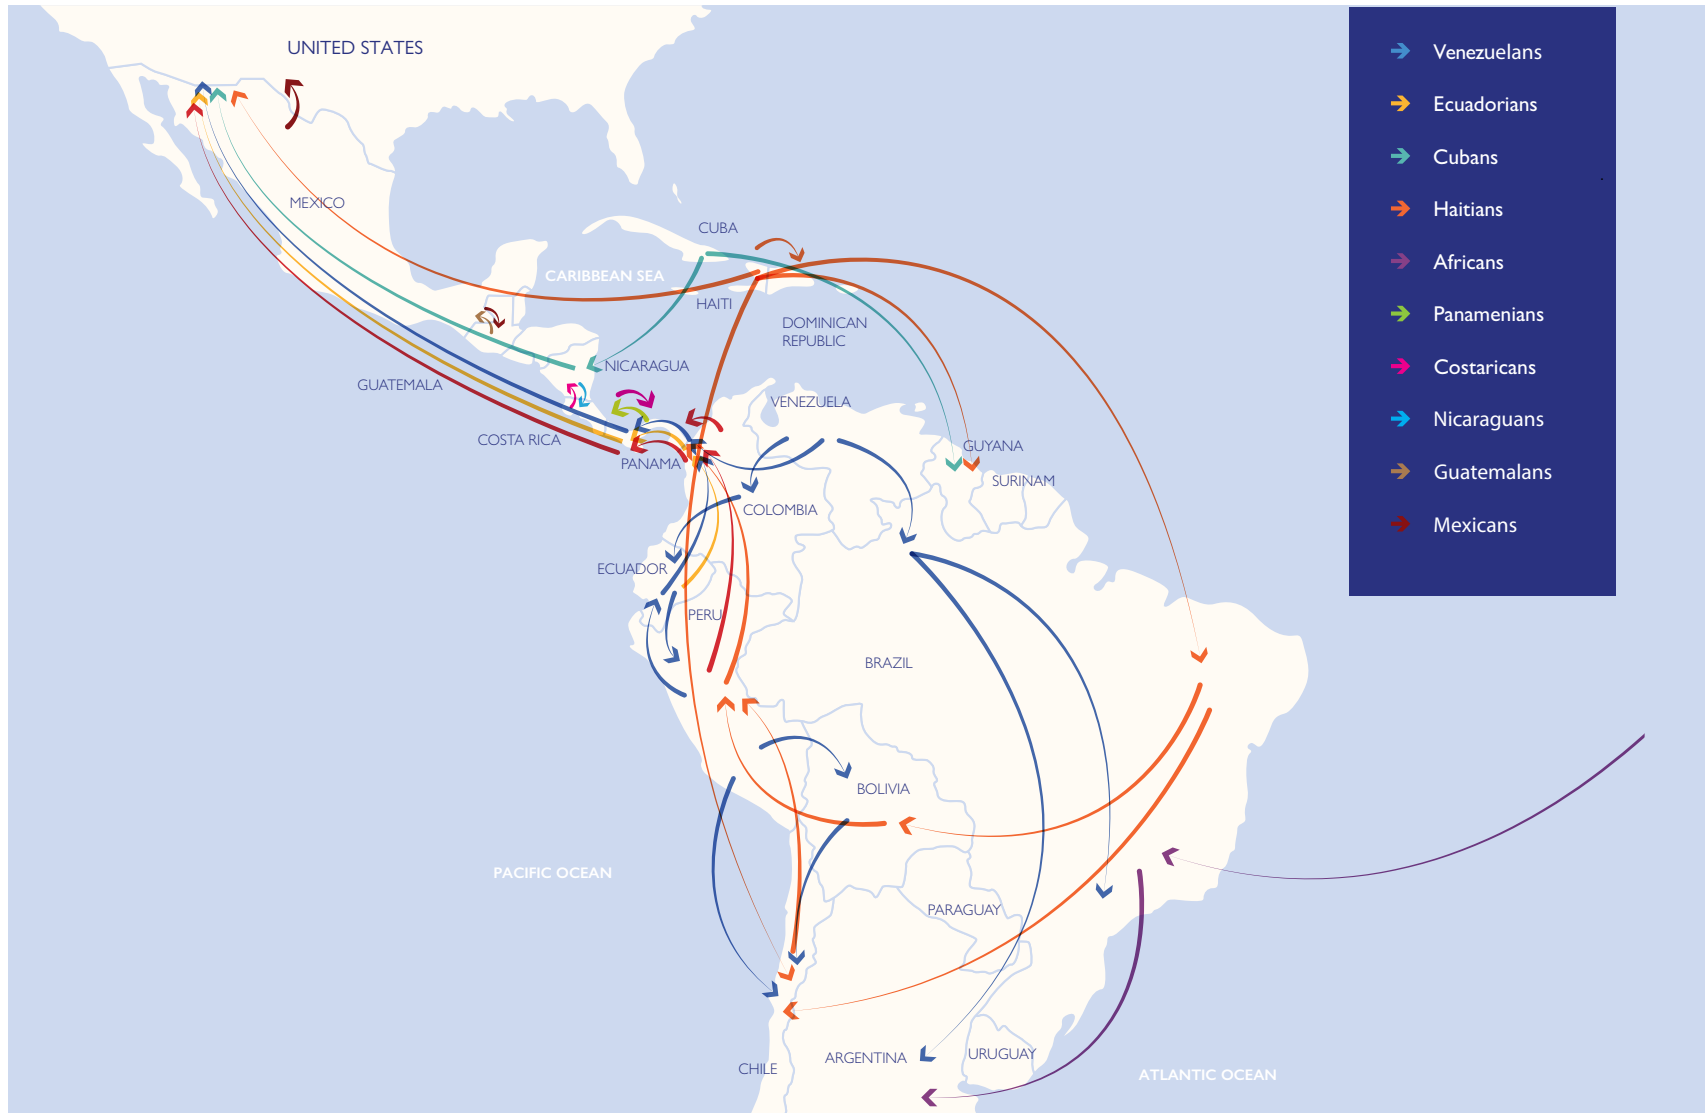 UNITED STATES
MEXICO
CUBA
CARIBBEAN SEA
HAITI
DOMINICAN
REPUBLIC
NICARAGUA
GUATEMALA
VENEZUELA
COSTA RICA
PANAMA
GUYANA
SURINAM
COLOMBIA
ECUADOR
PERU
BRAZIL
BOLIVIA
PACIFIC OCEAN
PARAGUAY
ARGENTINA
URUGUAY
CHILE
ATLANTIC OCEAN
Venezuelans
Ecuadorians
Cubans
Haitians
Africans
Panamenians
Costaricans
Nicaraguans
Guatemalans
Mexicans